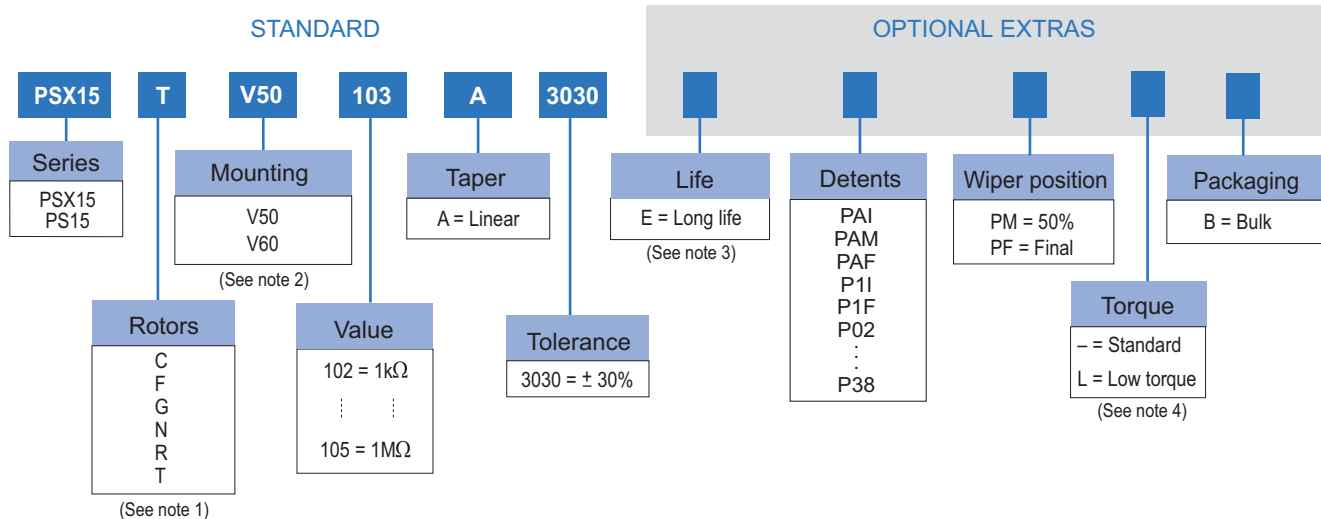 STANDARD
OPTIONAL EXTRAS
PSX15 T V50 103 A 3030
Series
PSX15
PS15
Mounting
V50
V60
(See note 2)
Taper
A = Linear
Life
E = Long life
(See note 3)
Detents
PAI
PAM
PAF
P1I
P1F
P02
:
:
P38
Wiper position
PM = 50%
PF = Final
Packaging
B = Bulk
Rotors
C
F
G
N
R
T
(See note 1)
Value
102 = 1kΩ
105 = 1MΩ
Tolerance
3030 = ± 30%
Torque
– = Standard
L = Low torque
(See note 4)